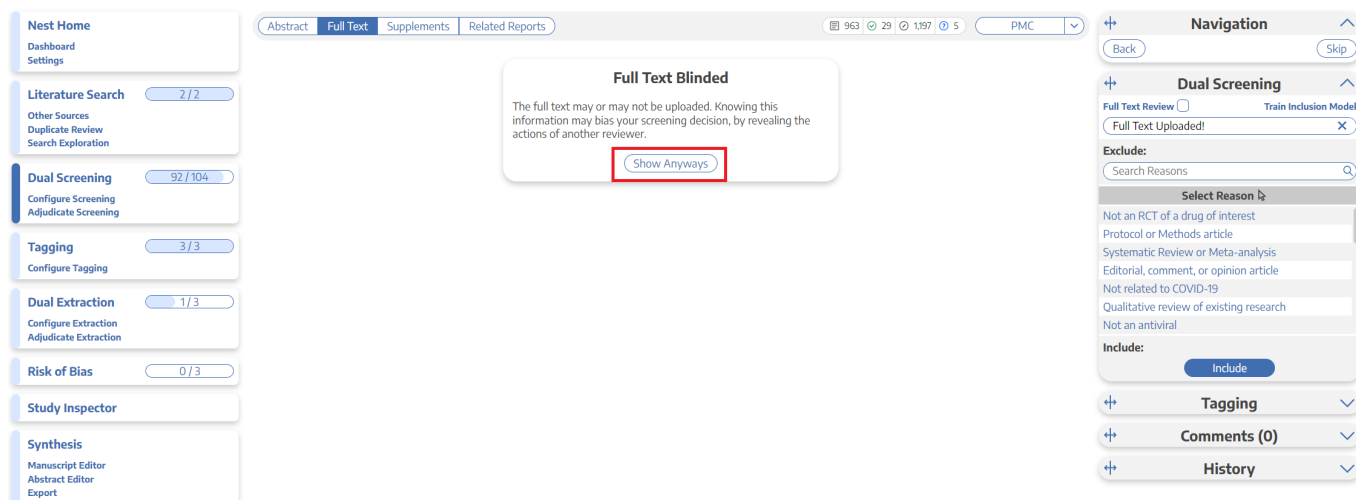 Nest Home
Dashboard
Settings
Literature Search 2 / 2
Other Sources
Duplicate Review
Search Exploration
Dual Screening 92 / 104
Configure Screening
Adjudicate Screening
Tagging 3 / 3
Configure Tagging
Dual Extraction 1 / 3
Configure Extraction
Adjudicate Extraction
Risk of Bias 0 / 3
Study Inspector
Synthesis
Manuscript Editor
Abstract Editor
Export
Abstract Full Text Supplements Related Reports 963 29 1,197 5 PMC
Full Text Blinded
The full text may or may not be uploaded. Knowing this
information may bias your screening decision, by revealing the
actions of another reviewer.
Show Anyways
Navigation
Back Skip
Dual Screening
Full Text Review Train Inclusion Model
Full Text Uploaded!
Exclude:
Search Reasons
Select Reason
Not an RCT of a drug of interest
Protocol or Methods article
Systematic Review or Meta-analysis
Editorial, comment, or opinion article
Not related to COVID-19
Qualitative review of existing research
Not an antiviral
Include:
Include
Tagging
Comments (0)
History